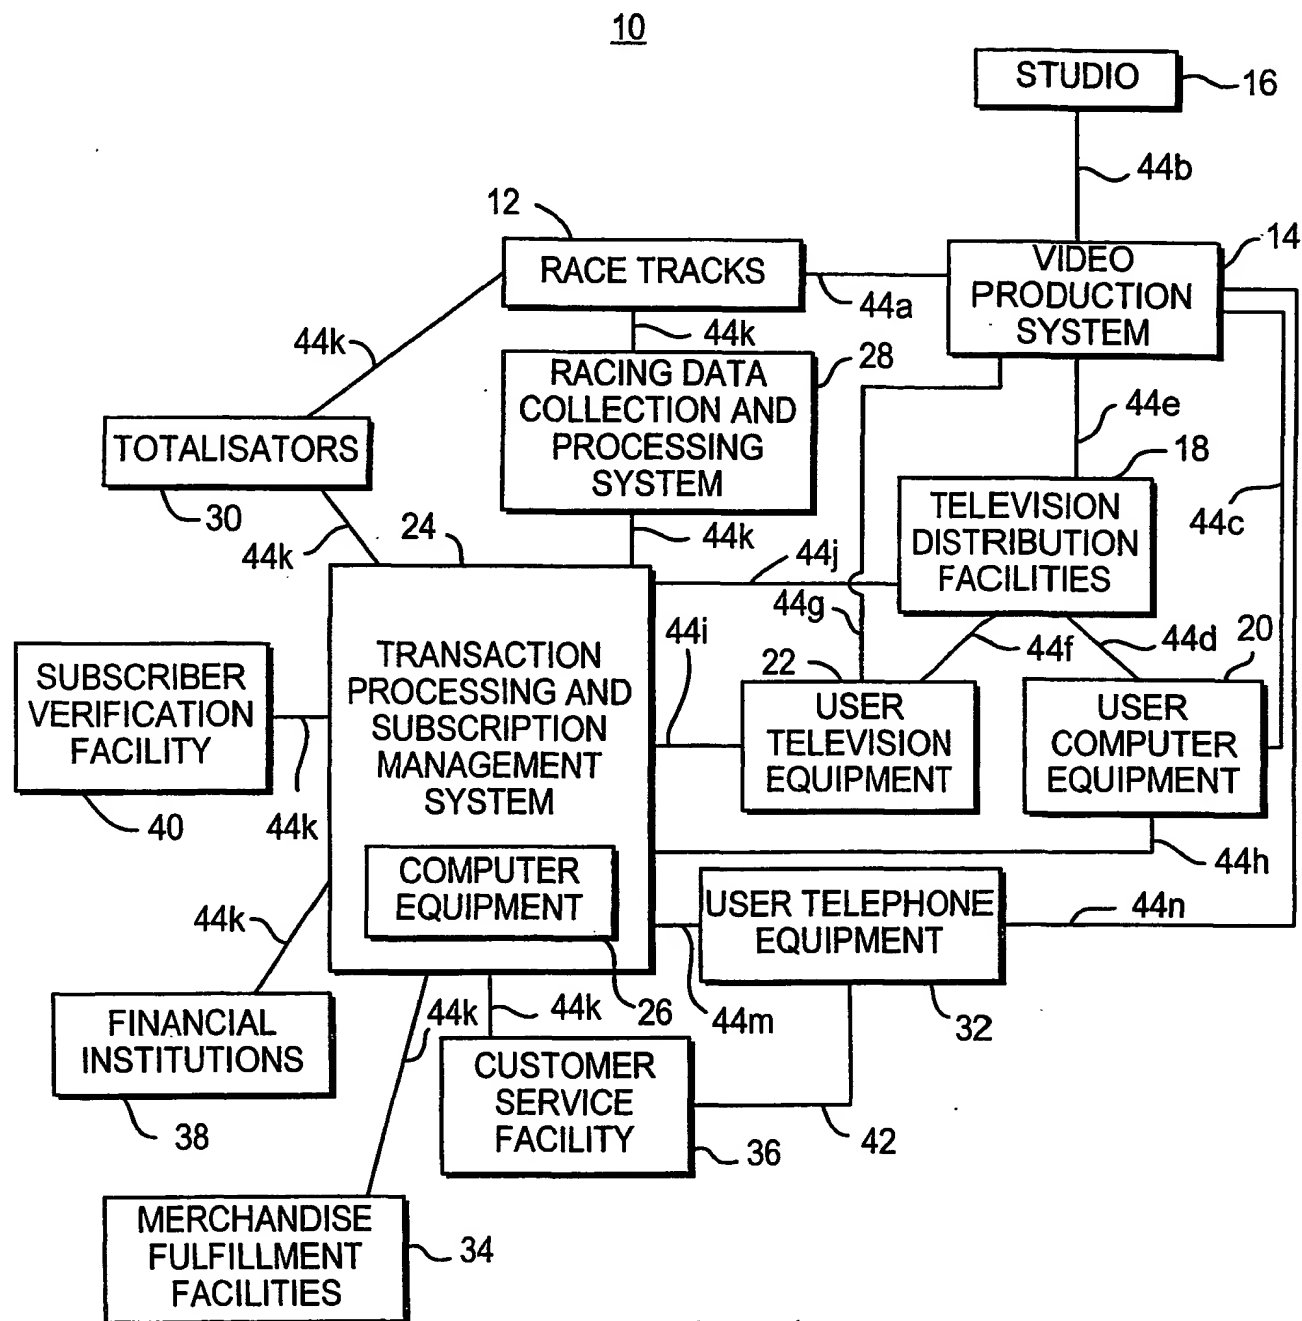 10
STUDIO
16
44b
12
RACE TRACKS
44a
VIDEO
PRODUCTION
SYSTEM
14
44k
44k
RACING DATA
COLLECTION AND
PROCESSING
SYSTEM
28
44e
44c
TOTALISATORS
30
44k
24
44k
18
TELEVISION
DISTRIBUTION
FACILITIES
44j
44g
44i
44f
44d
20
22
SUBSCRIBER
VERIFICATION
FACILITY
40
44k
TRANSACTION
PROCESSING AND
SUBSCRIPTION
MANAGEMENT
SYSTEM
USER
TELEVISION
EQUIPMENT
USER
COMPUTER
EQUIPMENT
44h
COMPUTER
EQUIPMENT
26
USER TELEPHONE
EQUIPMENT
44n
44m
32
44k
FINANCIAL
INSTITUTIONS
38
44k
44k
CUSTOMER
SERVICE
FACILITY
36
42
MERCHANDISE
FULFILLMENT
FACILITIES
34